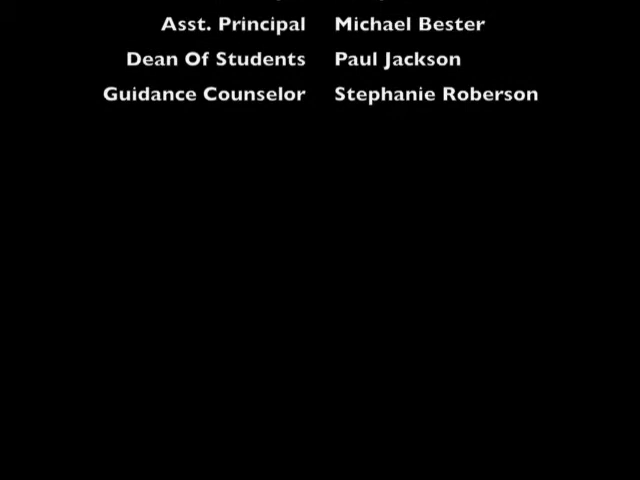 Asst. Principal Michael Bester
Dean Of Students Paul Jackson
Guidance Counselor Stephanie Roberson